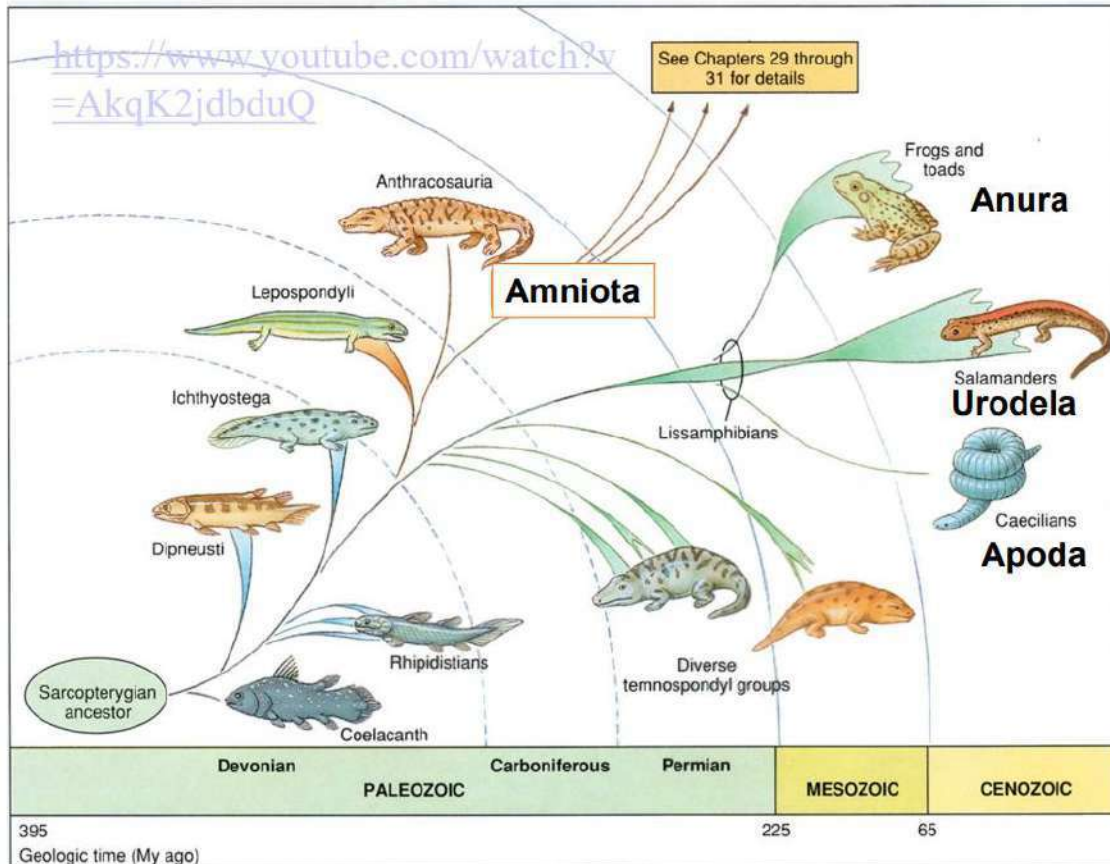 https://www.youtube.com/watch?v
=AkqK2jdbduQ
See Chapters 29 through
31 for details
Frogs and
toads
Anura
Anthracosauria
Amniota
Lepospondyli
Ichthyostega
Salamanders
Urodela
Lissamphibians
Dipneusti
Caecilians
Apoda
Rhipidistians
Diverse
temnospondyl groups
Sarcopterygian
ancestor
Coelacanth
Devonian
Carboniferous
Permian
PALEOZOIC
MESOZOIC
CENOZOIC
395
225
65
Geologic time (My ago)